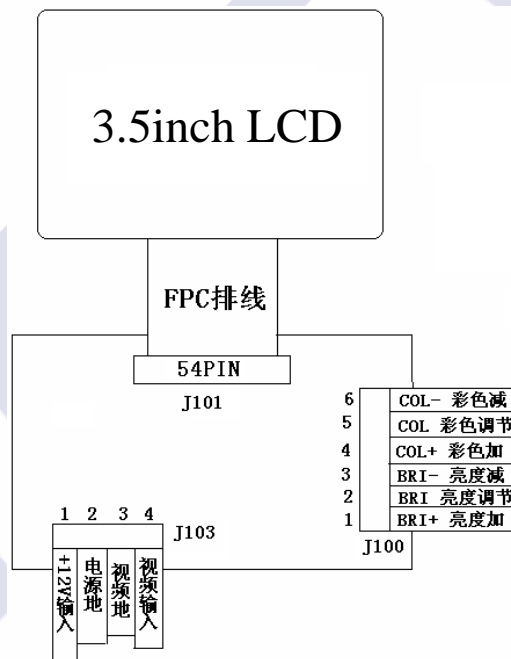 3.5inch LCD
FPC排线
54PIN
J101
6 COL- 彩色减
5 COL 彩色调节
4 COL+ 彩色加
3 BRI- 亮度减
2 BRI 亮度调节
1 BRI+ 亮度加
J100
1 2 3 4
J103
+12V输入
电源地
视频地
视频输入